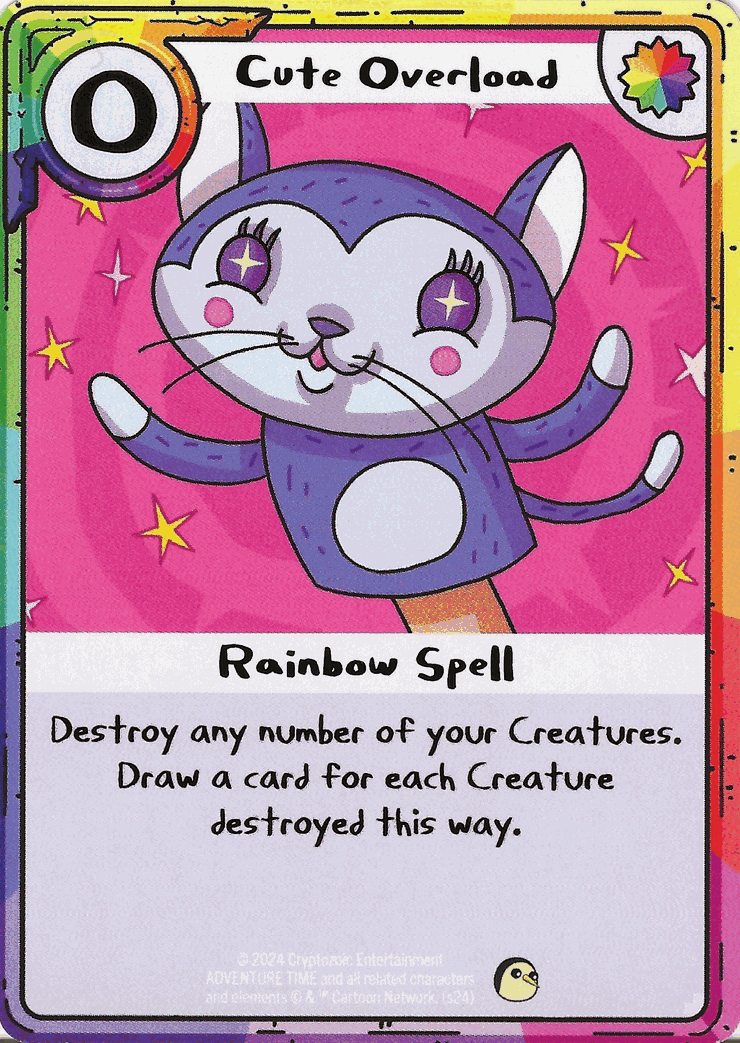 0
Cute Overload
Rainbow Spell
Destroy any number of your Creatures.
Draw a card for each Creature
destroyed this way.
© 2024 Cryptozoic Entertainment
ADVENTURE TIME and all related characters
and elements © & ™ Cartoon Network. (s24)